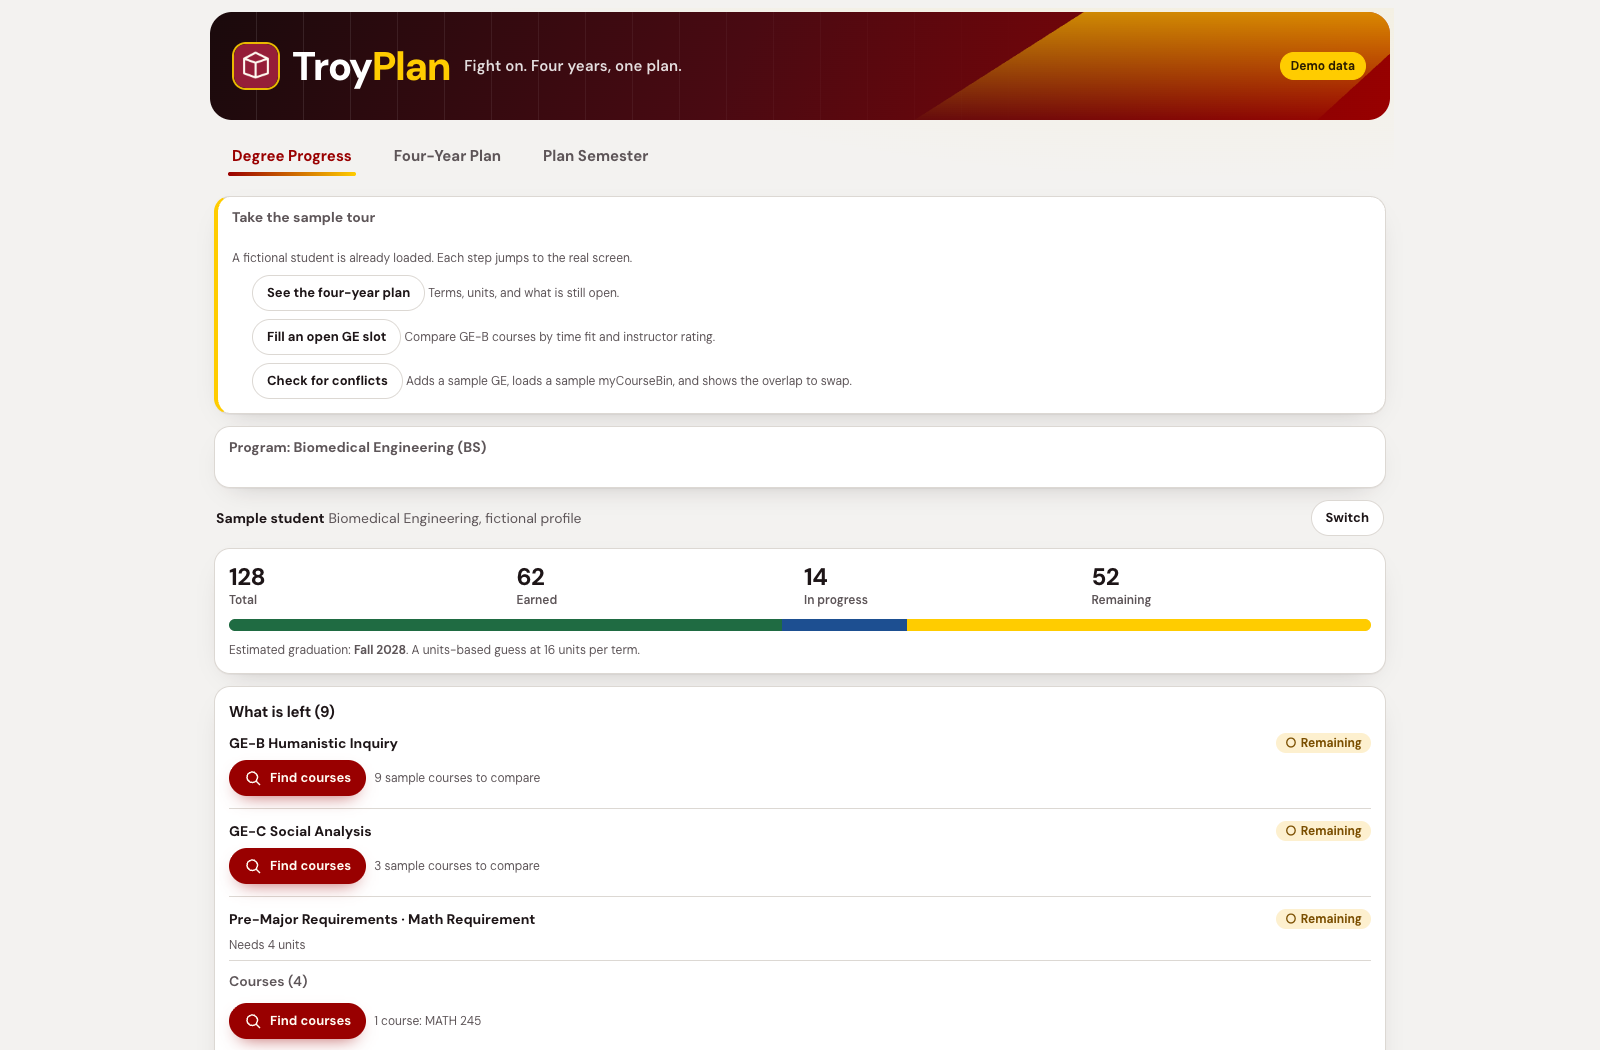 TroyPlan Fight on. Four years, one plan. Demo data
Degree Progress Four-Year Plan Plan Semester
Take the sample tour
A fictional student is already loaded. Each step jumps to the real screen.
See the four-year plan Terms, units, and what is still open.
Fill an open GE slot Compare GE-B courses by time fit and instructor rating.
Check for conflicts Adds a sample GE, loads a sample myCourseBin, and shows the overlap to swap.
Program: Biomedical Engineering (BS)
Sample student Biomedical Engineering, fictional profile Switch
128 62 14 52
Total Earned In progress Remaining
Estimated graduation: Fall 2028. A units-based guess at 16 units per term.
What is left (9)
GE-B Humanistic Inquiry Remaining
Find courses 9 sample courses to compare
GE-C Social Analysis Remaining
Find courses 3 sample courses to compare
Pre-Major Requirements · Math Requirement Remaining
Needs 4 units
Courses (4)
Find courses 1 course: MATH 245